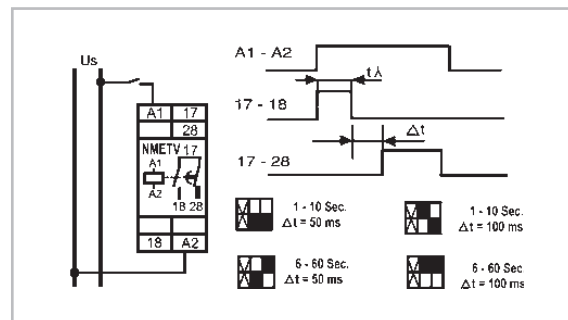 Us
A1 17
28
NMETV 17
A1
A2
18 28
18 A2
A1 - A2
tλ
17 - 18
Δt
17 - 28
1 - 10 Sec.
Δt = 50 ms
1 - 10 Sec.
Δt = 100 ms
6 - 60 Sec.
Δt = 50 ms
6 - 60 Sec.
Δt = 100 ms